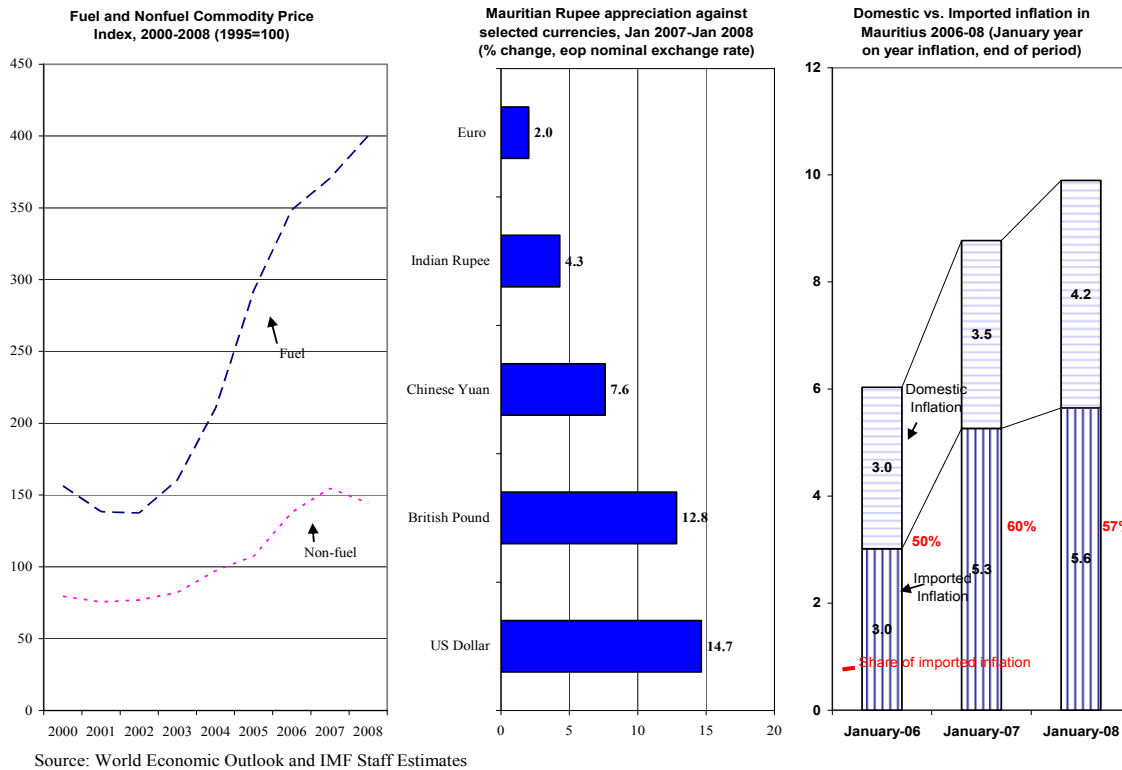 Fuel and Nonfuel Commodity Price
Index, 2000-2008 (1995=100)
450
400
350
300
250
200
150
100
50
0
Fuel
Non-fuel
2000 2001 2002 2003 2004 2005 2006 2007 2008
Mauritian Rupee appreciation against
selected currencies, Jan 2007-Jan 2008
(% change, eop nominal exchange rate)
Euro 2.0
Indian Rupee 4.3
Chinese Yuan 7.6
British Pound 12.8
US Dollar 14.7
0 5 10 15 20
Domestic vs. Imported inflation in
Mauritius 2006-08 (January year
on year inflation, end of period)
12
10
8
6
4
2
0
4.2
3.5
Domestic
Inflation
3.0
50%
60%
57%
5.3
5.6
Imported
Inflation
3.0
Share of imported inflation
January-06 January-07 January-08
Source: World Economic Outlook and IMF Staff Estimates